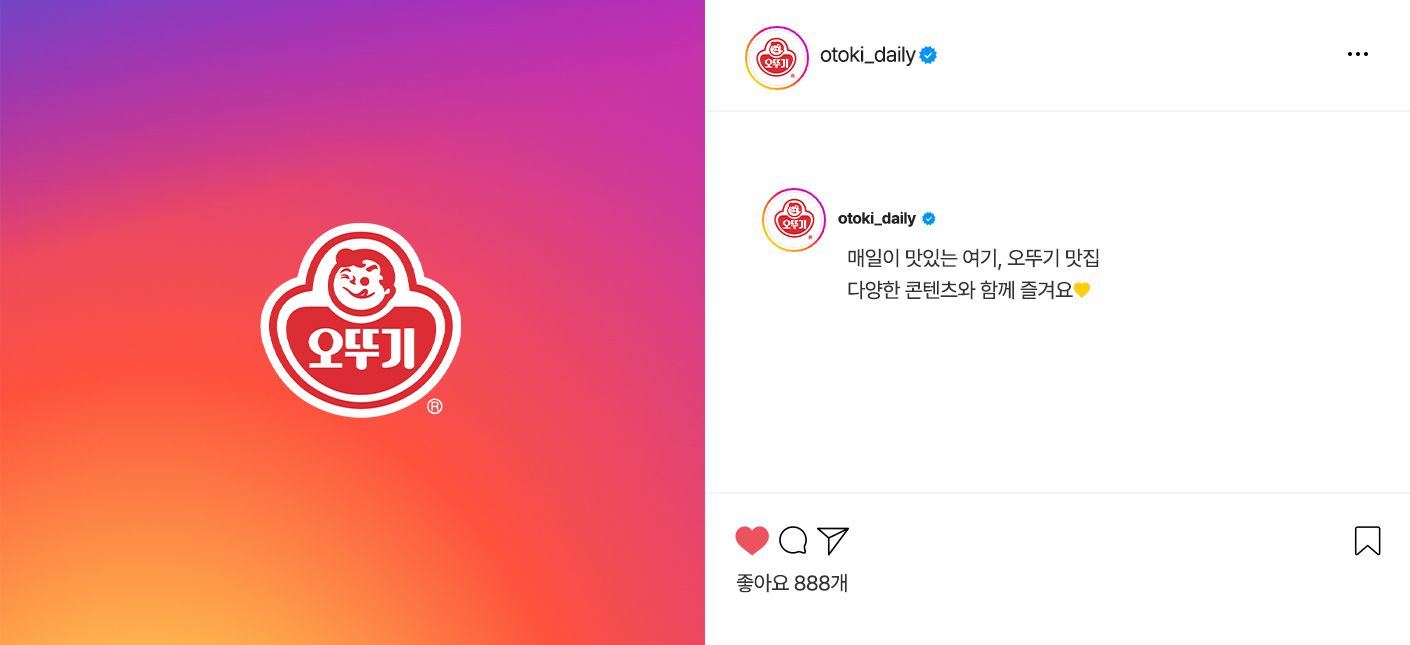 오뚜기
®
오뚜기
otoki_daily
오뚜기
otoki_daily
매일이 맛있는 여기, 오뚜기 맛집
다양한 콘텐츠와 함께 즐겨요💛
좋아요 888개